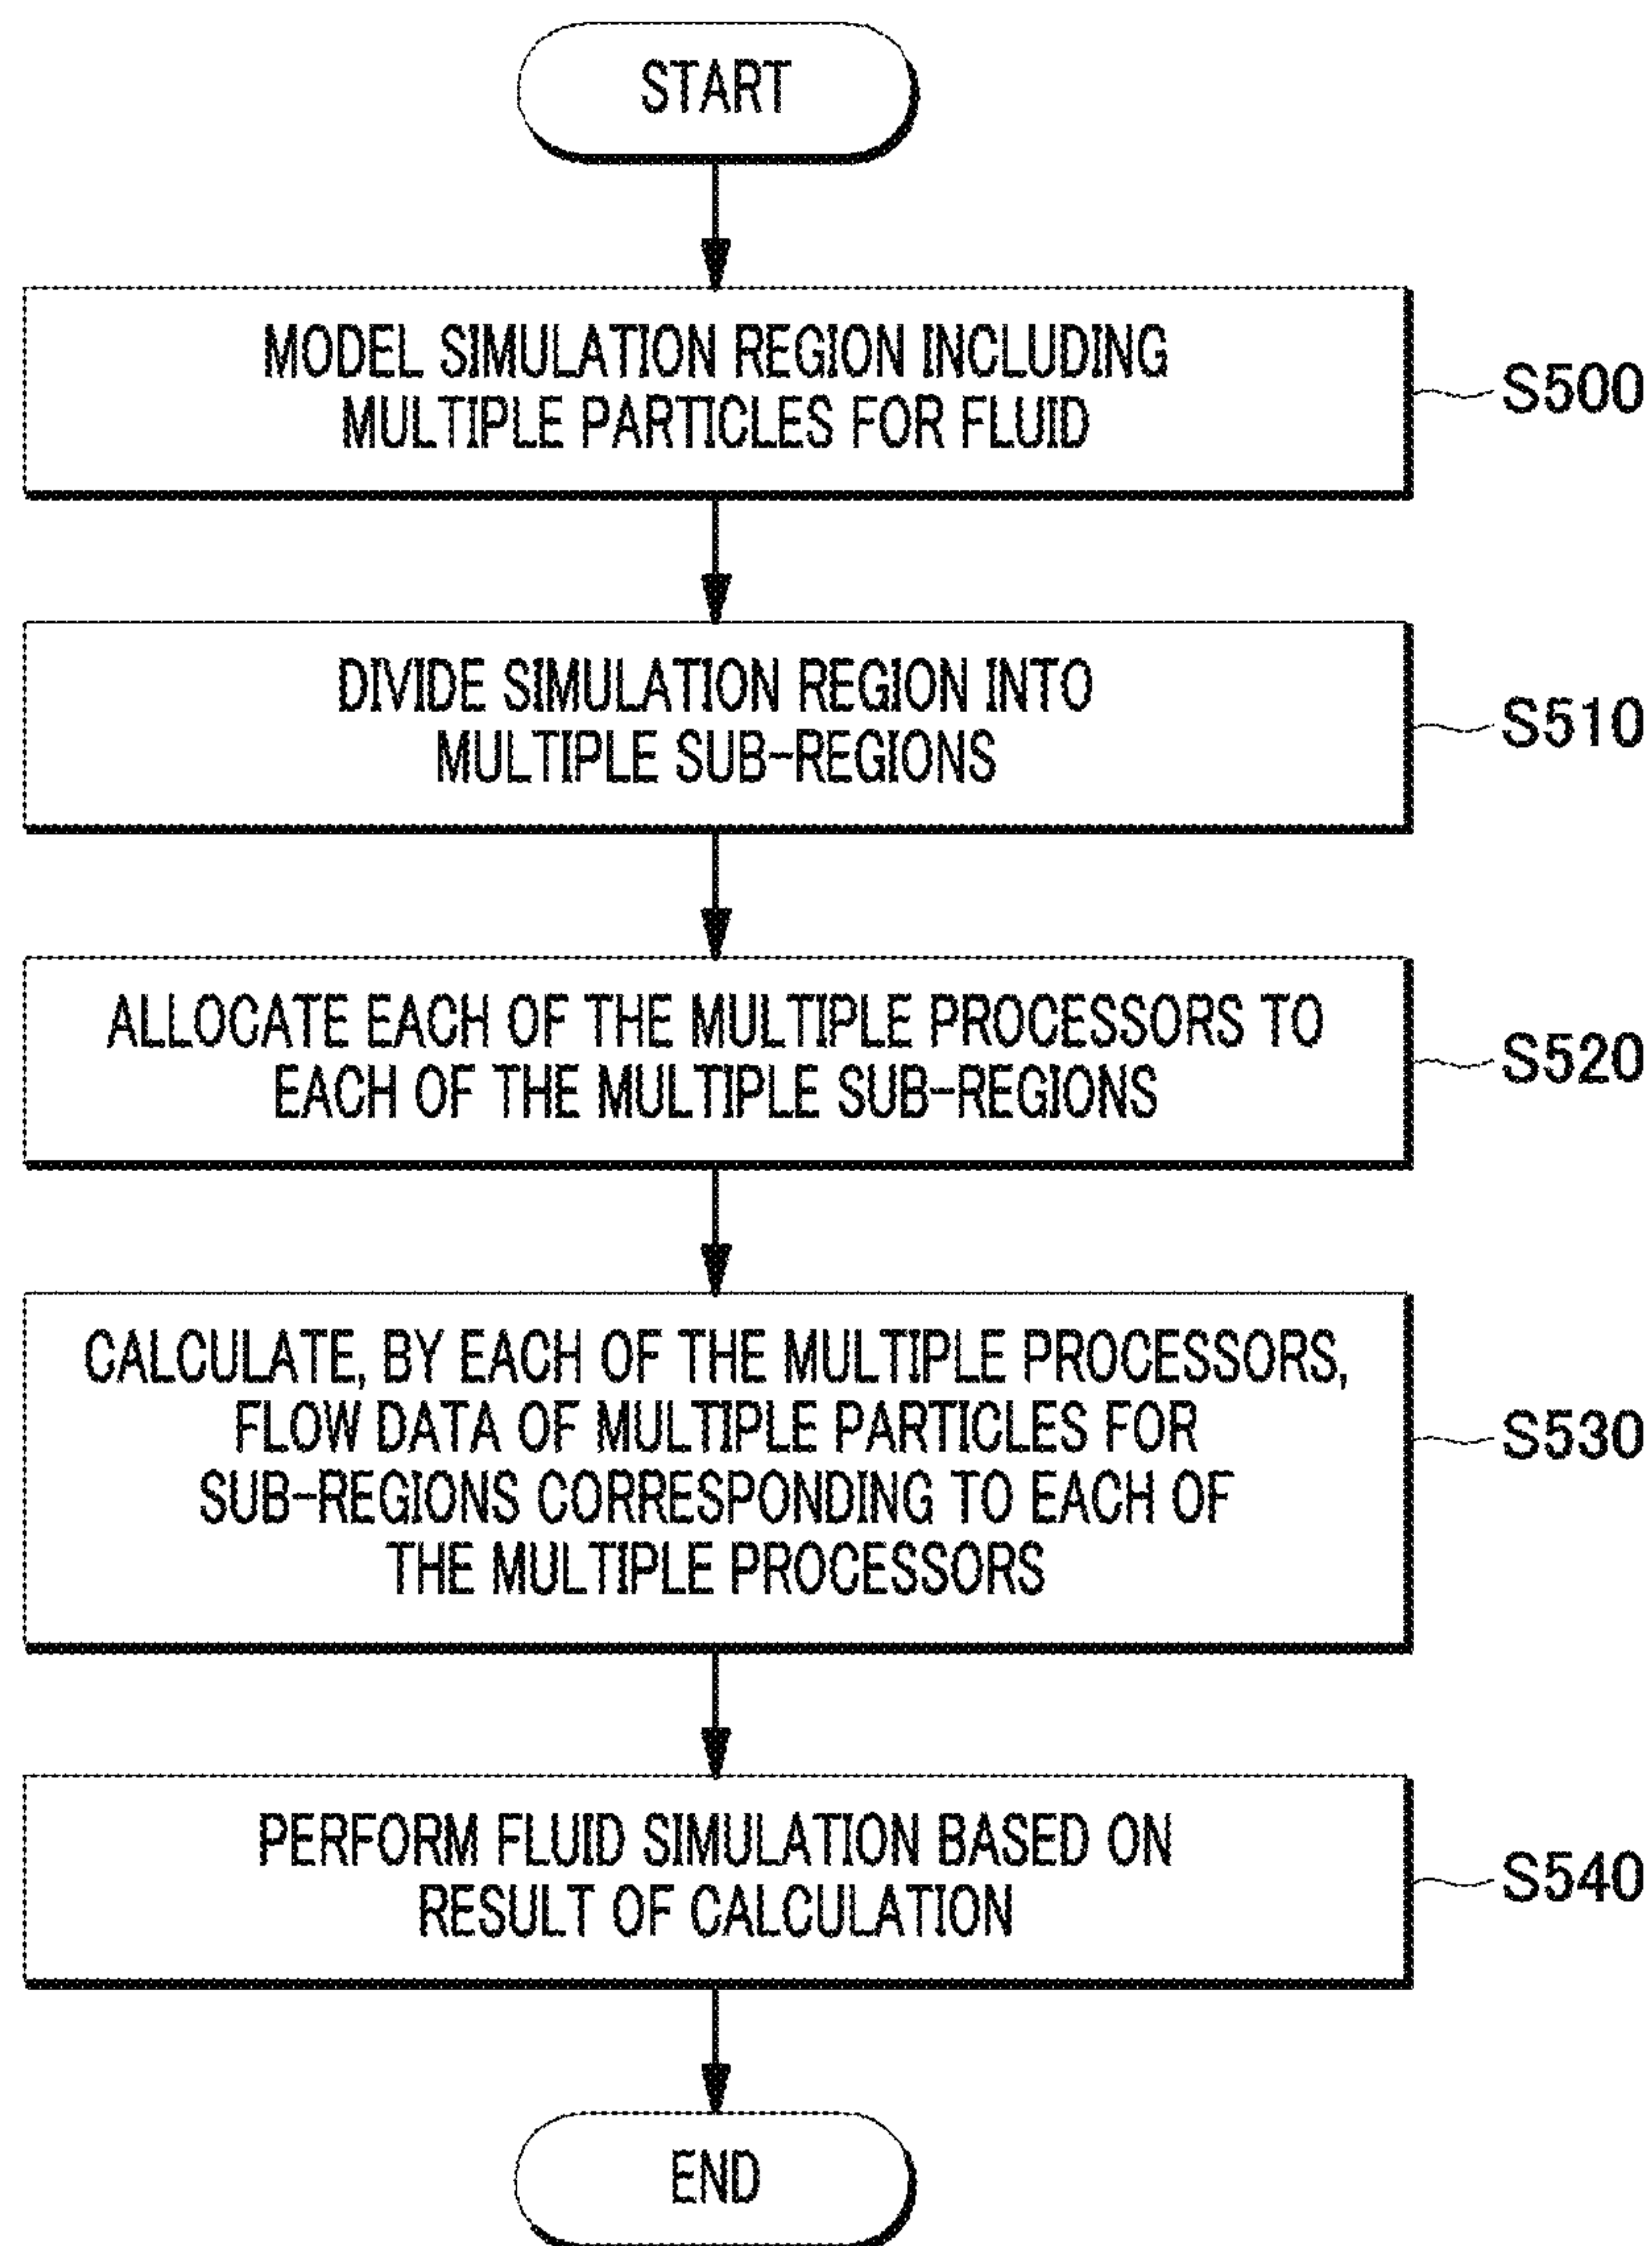 START
MODEL SIMULATION REGION INCLUDING
MULTIPLE PARTICLES FOR FLUID
S500
DIVIDE SIMULATION REGION INTO
MULTIPLE SUB-REGIONS
S510
ALLOCATE EACH OF THE MULTIPLE PROCESSORS TO
EACH OF THE MULTIPLE SUB-REGIONS
S520
CALCULATE, BY EACH OF THE MULTIPLE PROCESSORS,
FLOW DATA OF MULTIPLE PARTICLES FOR
SUB-REGIONS CORRESPONDING TO EACH OF
THE MULTIPLE PROCESSORS
S530
PERFORM FLUID SIMULATION BASED ON
RESULT OF CALCULATION
S540
END